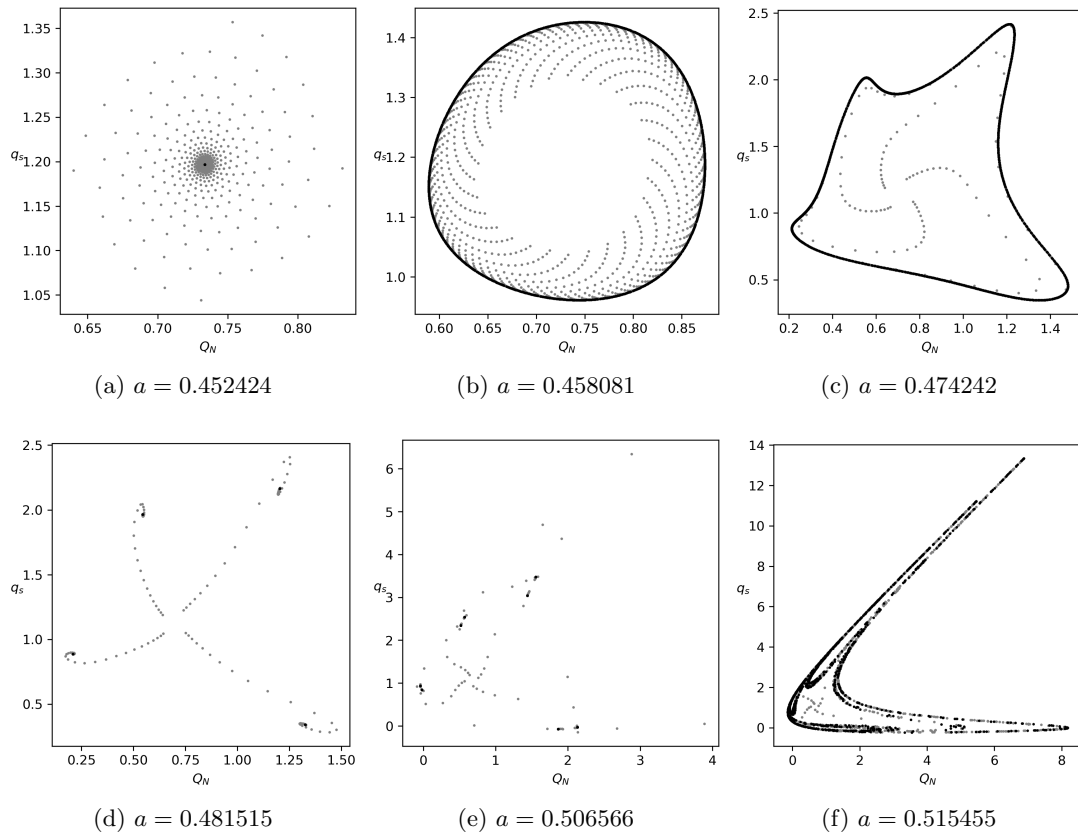 1.35
1.30
1.25
q_s 1.20
1.15
1.10
1.05
0.65 0.70 0.75 0.80
Q_N
(a) a = 0.452424
1.4
1.3
q_s 1.2
1.1
1.0
0.60 0.65 0.70 0.75 0.80 0.85
Q_N
(b) a = 0.458081
2.5
2.0
q_s 1.5
1.0
0.5
0.2 0.4 0.6 0.8 1.0 1.2 1.4
Q_N
(c) a = 0.474242
2.5
2.0
q_s 1.5
1.0
0.5
0.25 0.50 0.75 1.00 1.25 1.50
Q_N
(d) a = 0.481515
6
5
4
q_s 3
2
1
0
0 1 2 3 4
Q_N
(e) a = 0.506566
14
12
10
q_s 8
6
4
2
0
0 2 4 6 8
Q_N
(f) a = 0.515455